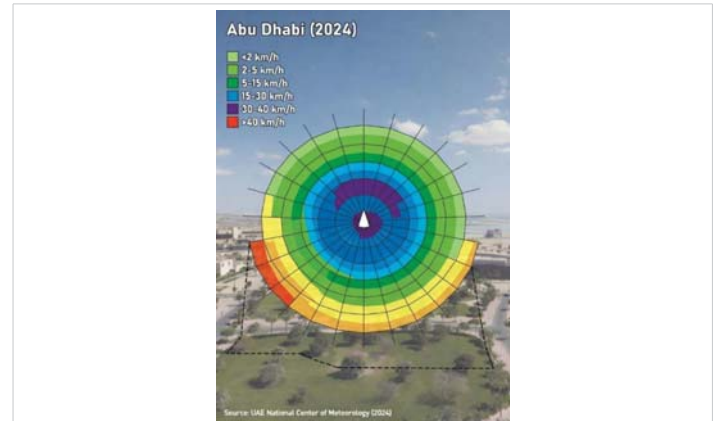 Abu Dhabi (2024)
<2 km/h
2-5 km/h
5-15 km/h
15-30 km/h
30-40 km/h
+40 km/h
Source: UAE National Center of Meteorology (2024)